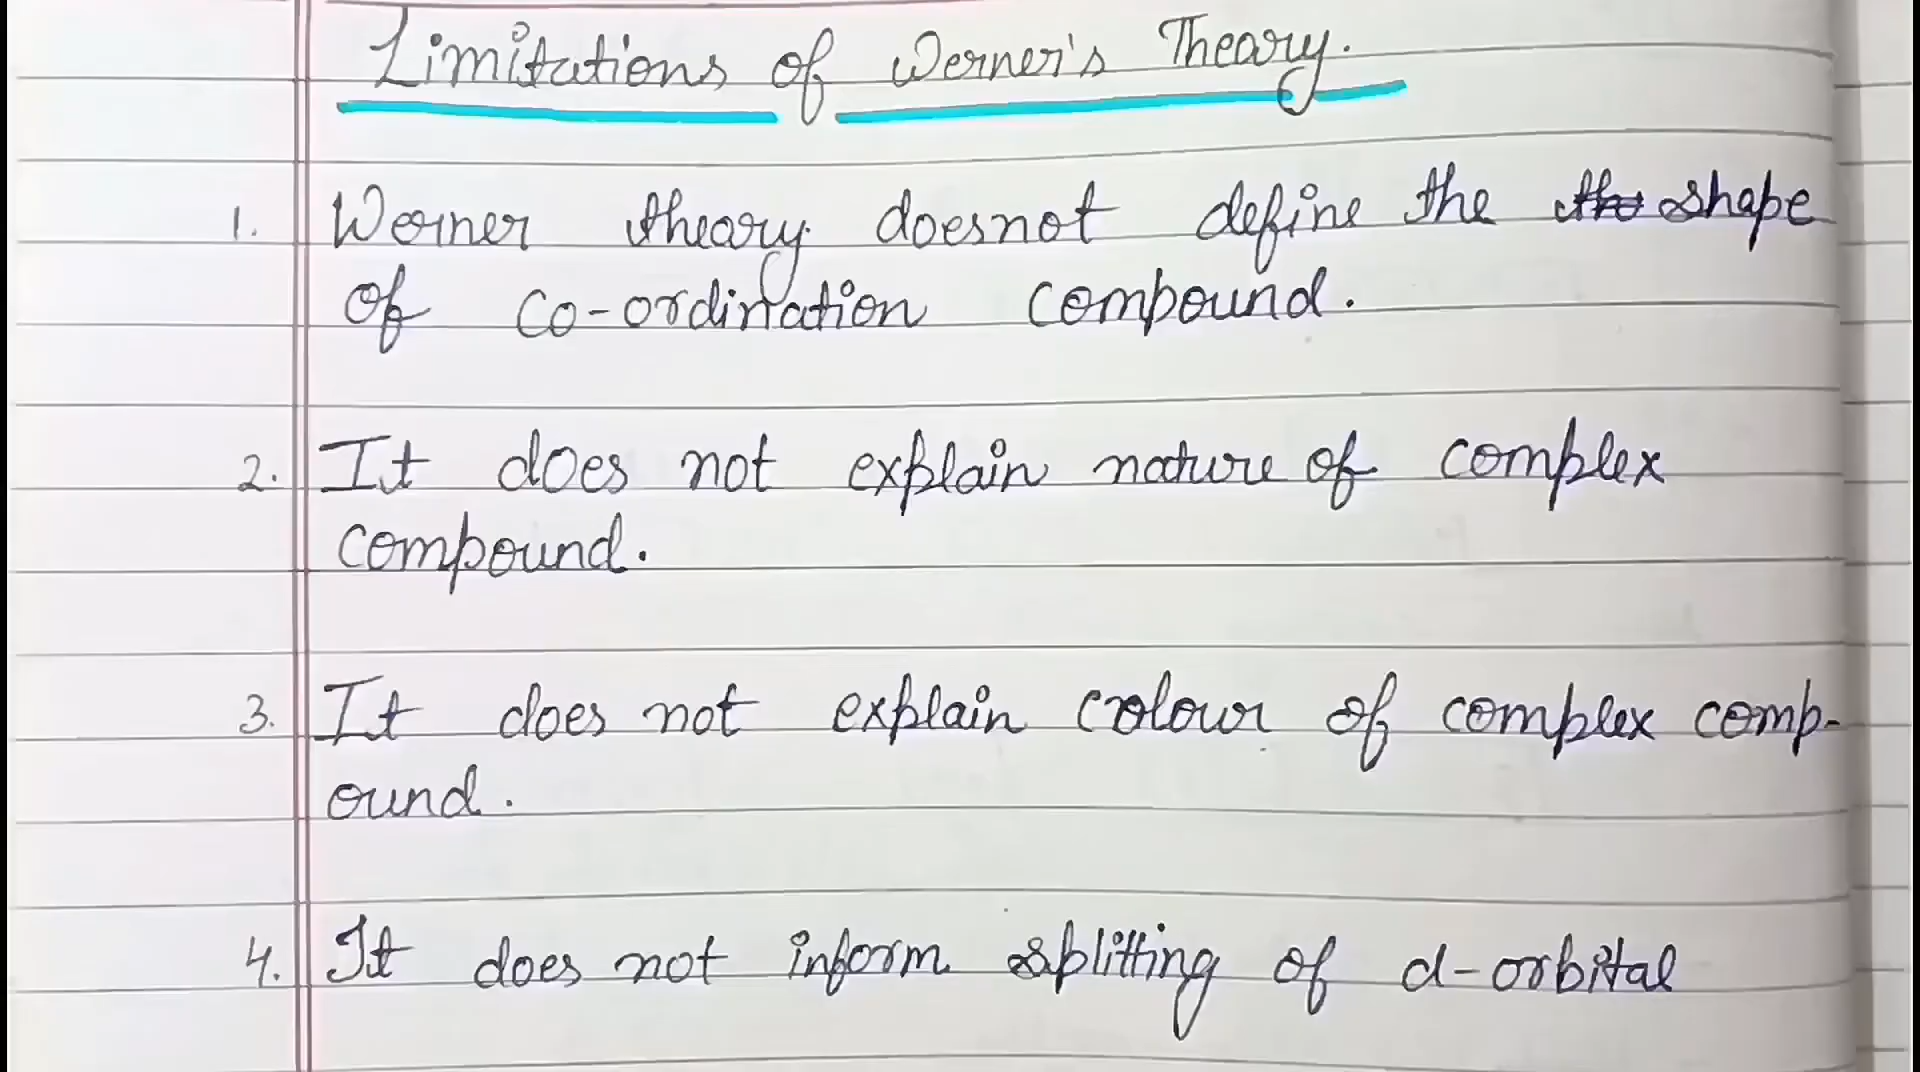 Limitations of Werner's Theory.
1. Werner theory doesnot define the the shape
of co-ordination compound.
2. It does not explain nature of complex
compound.
3. It does not explain colour of complex comp-
ound.
4. It does not inform splitting of d-orbital